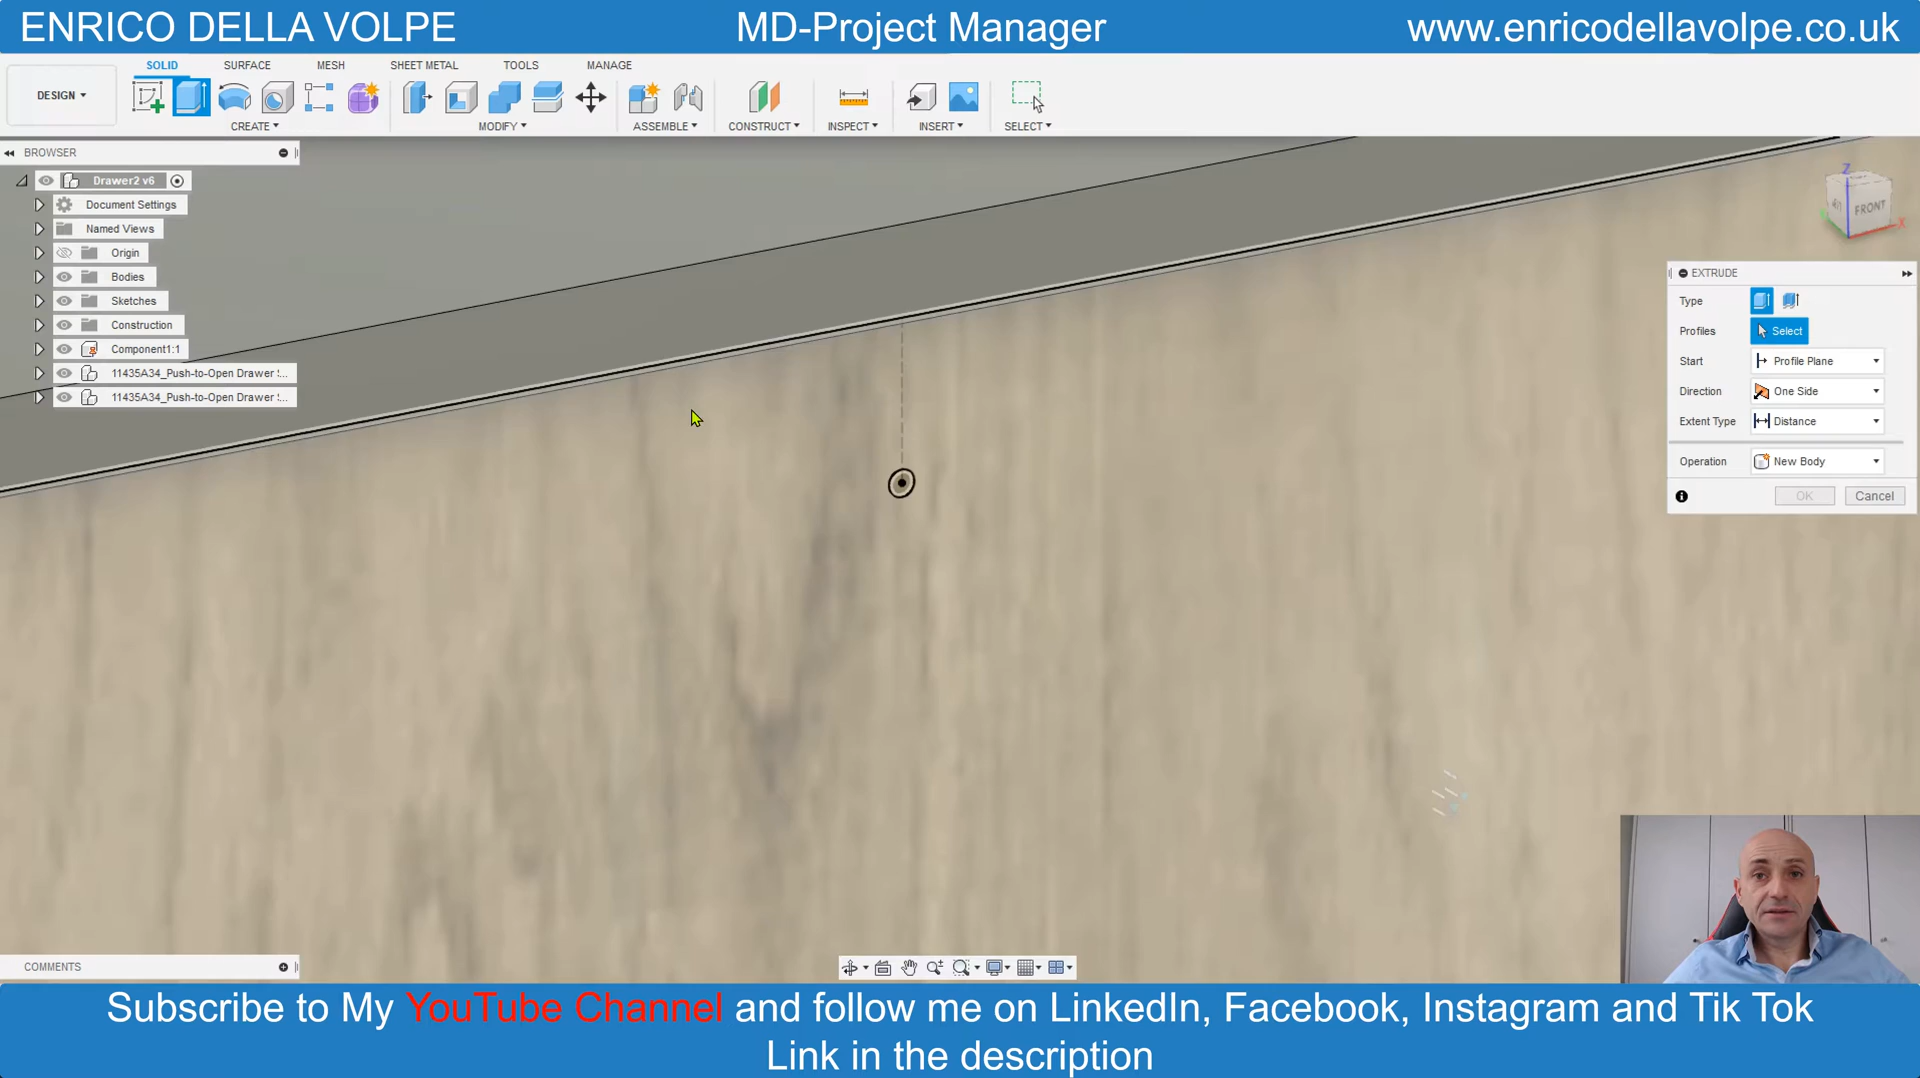 ENRICO DELLA VOLPE MD-Project Manager www.enricodellavolpe.co.uk
SOLID SURFACE MESH SHEET METAL TOOLS MANAGE
DESIGN
CREATE MODIFY ASSEMBLE CONSTRUCT INSPECT INSERT SELECT
BROWSER
Drawer2 v6
Document Settings
Named Views
Origin
Bodies
Sketches
Construction
Component1:1
11435A34_Push-to-Open Drawer :...
11435A34_Push-to-Open Drawer :...
Z
FRONT
X
EXTRUDE
Type
Profiles Select
Start Profile Plane
Direction One Side
Extent Type Distance
Operation New Body
OK Cancel
COMMENTS
Subscribe to My YouTube Channel and follow me on LinkedIn, Facebook, Instagram and Tik Tok
Link in the description